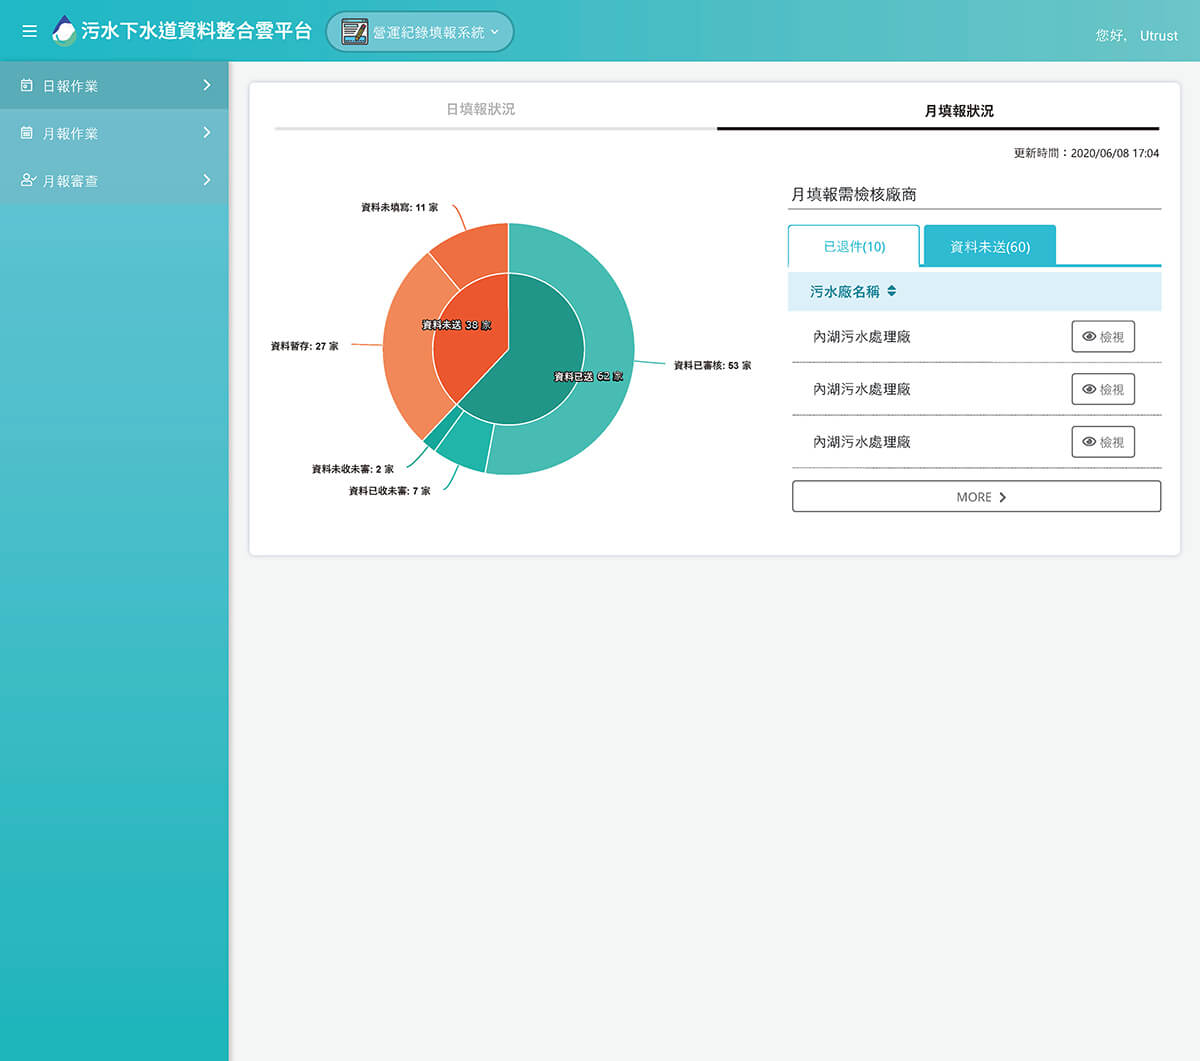 污水下水道資料整合雲平台
營運紀錄填報系統
您好, Utrust
日報作業
月報作業
月報審查
日填報狀況
月填報狀況
更新時間：2020/06/08 17:04
資料未填寫: 11 家
資料未送 38 家
資料暫存: 27 家
資料已審核: 53 家
資料已送 62 家
資料未收未審: 2 家
資料已收未審: 7 家
月填報需檢核廠商
已退件(10)
資料未送(60)
污水廠名稱
內湖污水處理廠
檢視
內湖污水處理廠
檢視
內湖污水處理廠
檢視
MORE